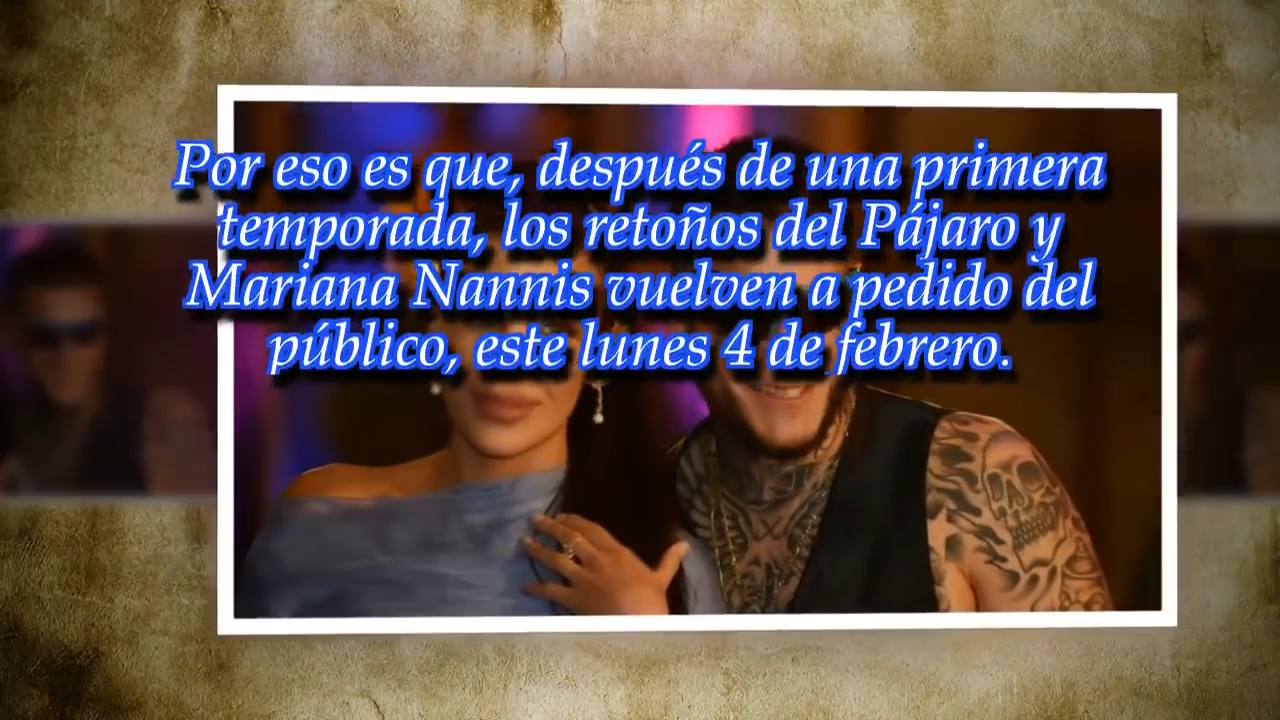 Por eso es que, después de una primera
temporada, los retoños del Pájaro y
Mariana Nannis vuelven a pedido del
público, este lunes 4 de febrero.